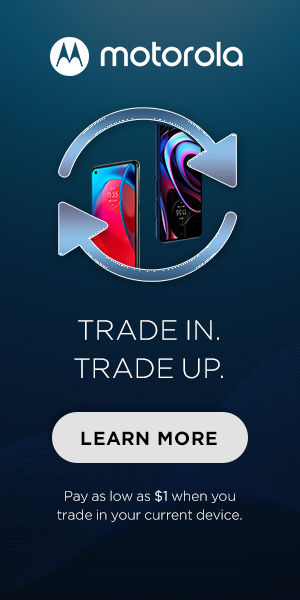 motorola
TRADE IN.
TRADE UP.
LEARN MORE
Pay as low as $1 when you
trade in your current device.